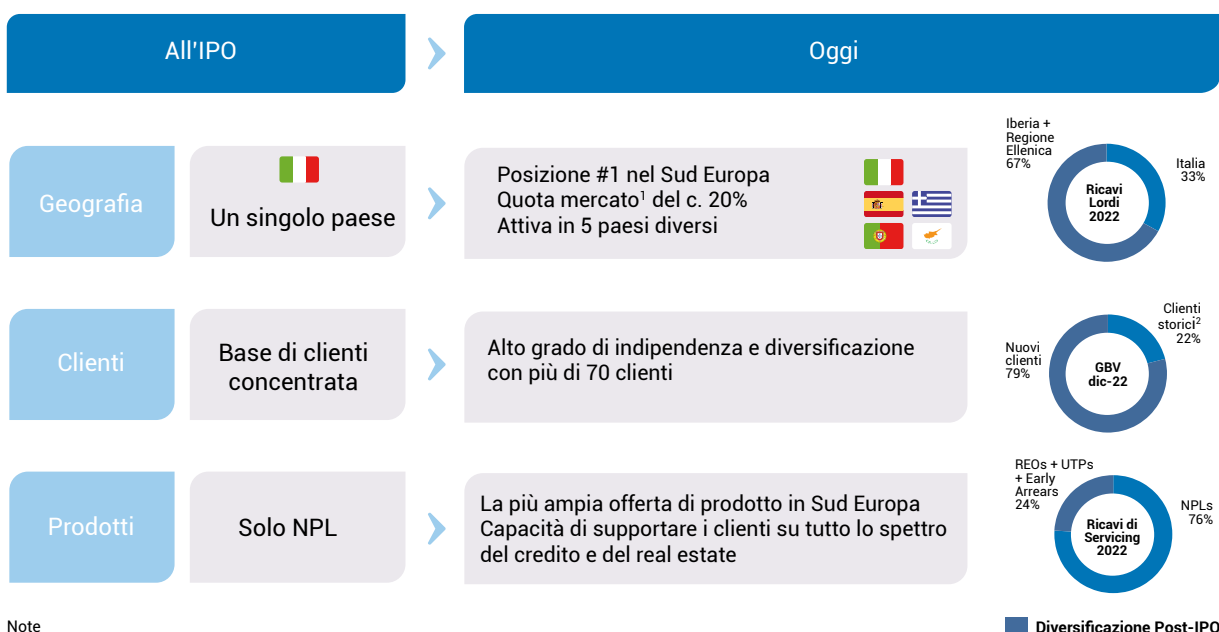 All'IPO
Oggi
Geografia
Un singolo paese
Posizione #1 nel Sud Europa
Quota mercato¹ del c. 20%
Attiva in 5 paesi diversi
Iberia +
Regione
Ellenica
67%
Italia
33%
Ricavi
Lordi
2022
Clienti
Base di clienti
concentrata
Alto grado di indipendenza e diversificazione
con più di 70 clienti
Nuovi
clienti
79%
Clienti
storici²
22%
GBV
dic-22
Prodotti
Solo NPL
La più ampia offerta di prodotto in Sud Europa
Capacità di supportare i clienti su tutto lo spettro
del credito e del real estate
REOs + UTPs
+ Early
Arrears
24%
NPLs
76%
Ricavi di
Servicing
2022
Note
Diversificazione Post-IPO